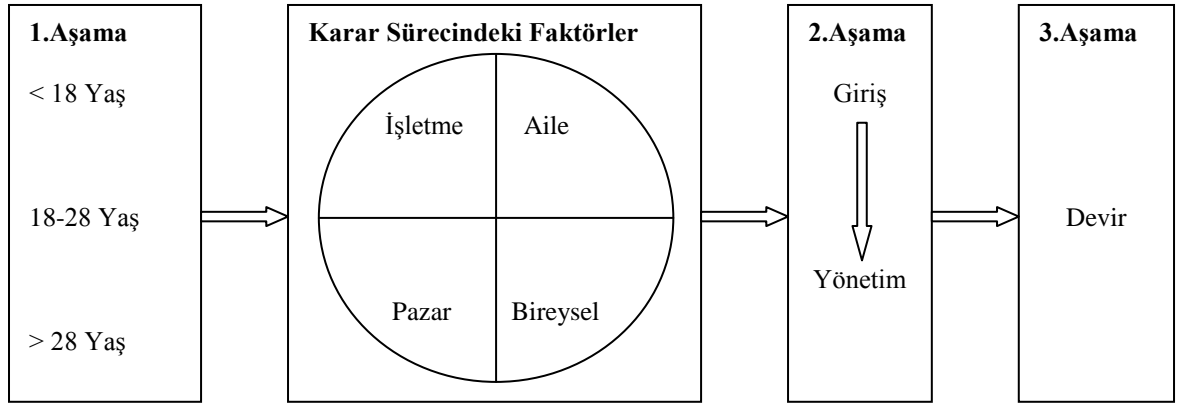 1.Aşama
< 18 Yaş
18-28 Yaş
> 28 Yaş
Karar Sürecindeki Faktörler
İşletme
Aile
Pazar
Bireysel
2.Aşama
Giriş
Yönetim
3.Aşama
Devir